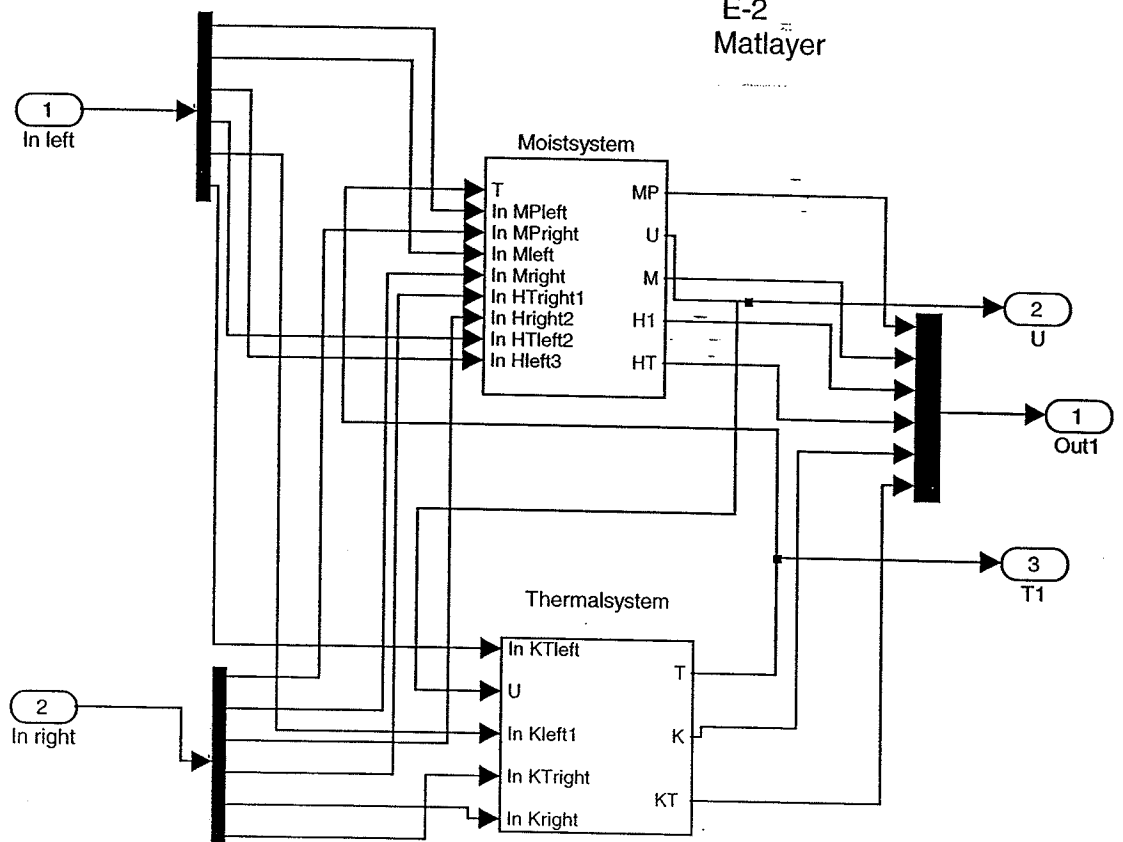 E-2
Matlayer
1
In left
Moistsystem
T
In MPleft
In MPright
In Mleft
In Mright
In HTright1
In Hright2
In HTleft2
In Hleft3
MP
U
M
H1
HT
2
U
1
Out1
3
T1
Thermalsystem
In KTleft
U
In Kleft1
In KTright
In Kright
T
K
KT
2
In right